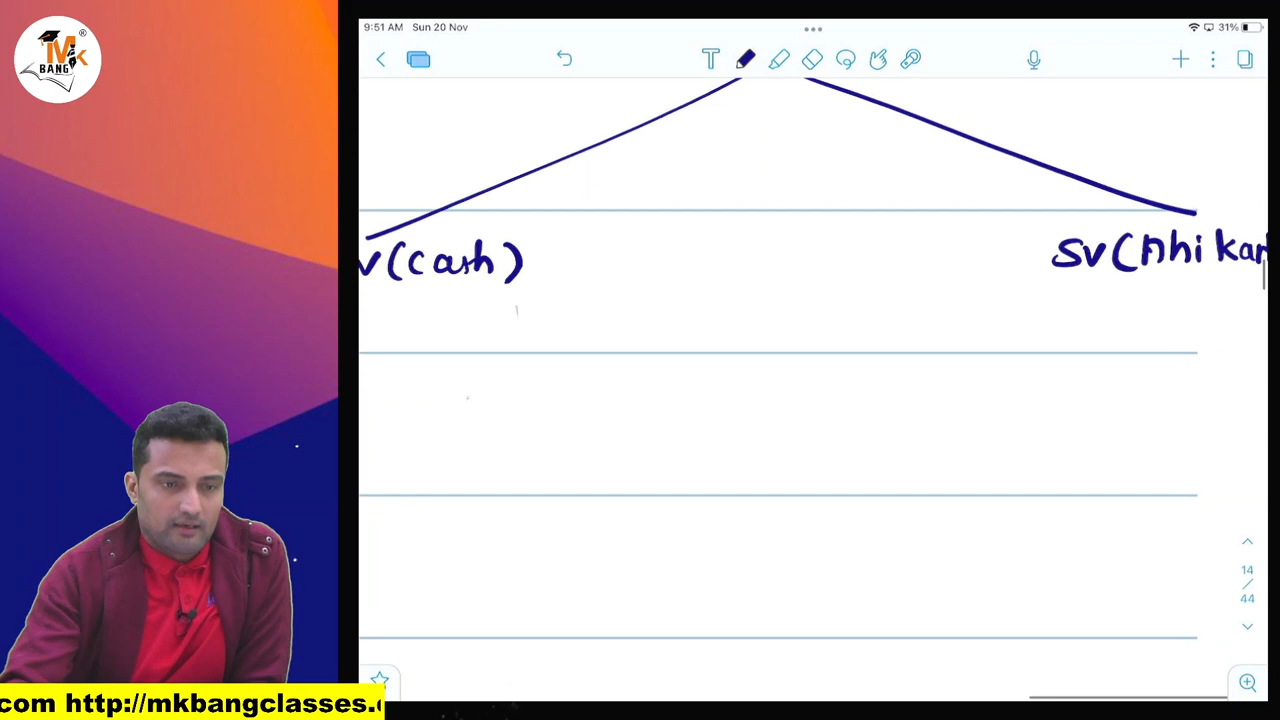 MK
BANG
®
9:51 AM Sun 20 Nov
31%
T
V (cash)
SV (Nhi kar
14
/
44
com http://mkbangclasses.